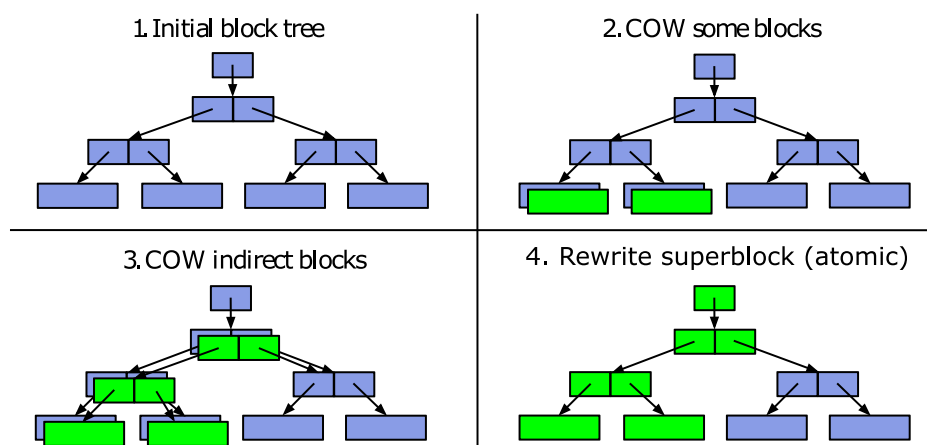 1. Initial block tree
2. COW some blocks
3. COW indirect blocks
4. Rewrite superblock (atomic)